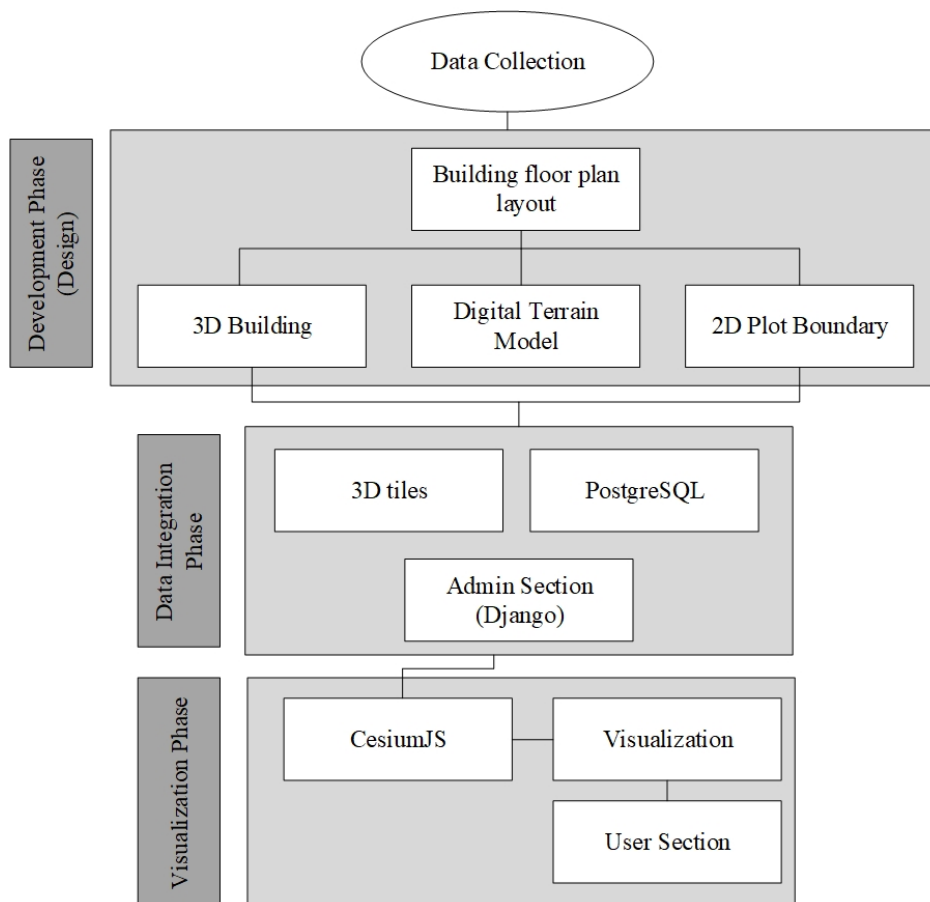 Data Collection
Development Phase
(Design)
Building floor plan
layout
3D Building
Digital Terrain
Model
2D Plot Boundary
Data Integration
Phase
3D tiles
PostgreSQL
Admin Section
(Django)
Visualization Phase
CesiumJS
Visualization
User Section